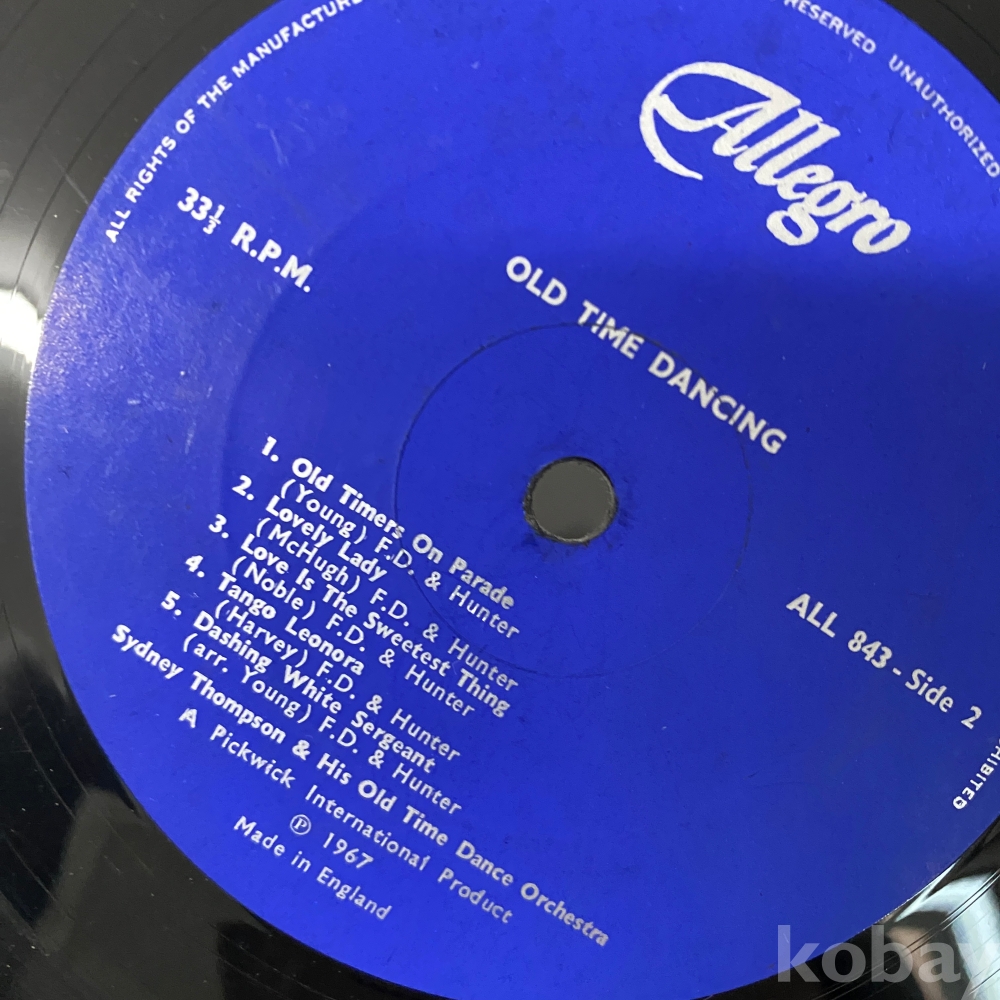 ALL RIGHTS OF THE MANUFACTURE
RESERVED UNAUTHORIZED
Allegro
33⅓ R.P.M.
OLD TIME DANCING
1. Old Timers On Parade
(Young) F.D. & Hunter
2. Lovely Lady
(McHugh) F.D. & Hunter
3. Love Is The Sweetest Thing
(Noble) F.D. & Hunter
4. Tango Leonora
(Harvey) F.D. & Hunter
5. Dashing White Sergeant
(arr. Young) F.D. & Hunter
Sydney Thompson & His Old Time Dance Orchestra
A Pickwick International Product
℗ 1967
Made in England
ALL 843 - Side 2
HIBITED
kobay